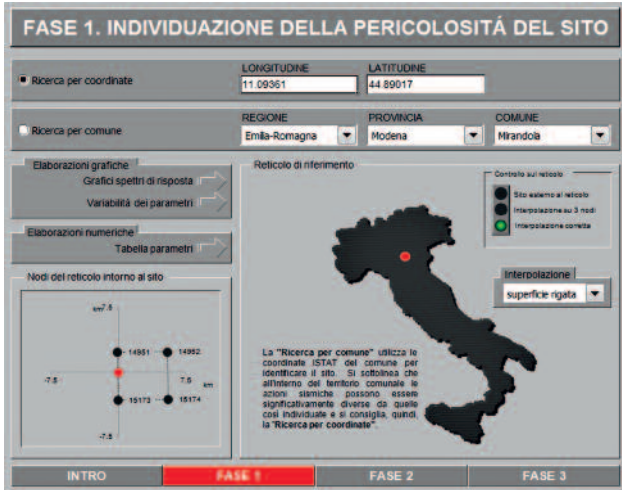 FASE 1. INDIVIDUAZIONE DELLA PERICOLOSITÁ DEL SITO
LONGITUDINE LATITUDINE
Ricerca per coordinate 11.09361 44.89017
REGIONE PROVINCIA COMUNE
Ricerca per comune Emilia-Romagna Modena Mirandola
Elaborazioni grafiche
Grafici spettri di risposta
Variabilità dei parametri
Elaborazioni numeriche
Tabella parametri
Nodi del reticolo intorno al sito
km 7.5
14951 14952
-7.5 7.5 km
15173 15174
-7.5
Reticolo di riferimento
Controllo sul reticolo
Sito esterno al reticolo
Interpolazione su 3 nodi
Interpolazione corretta
Interpolazione
superficie rigata
La "Ricerca per comune" utilizza le
coordinate ISTAT del comune per
identificare il sito. Si sottolinea che
all'interno del territorio comunale le
azioni sismiche possono essere
significativamente diverse da quelle
così individuate e si consiglia, quindi,
la "Ricerca per coordinate".
INTRO FASE 1 FASE 2 FASE 3